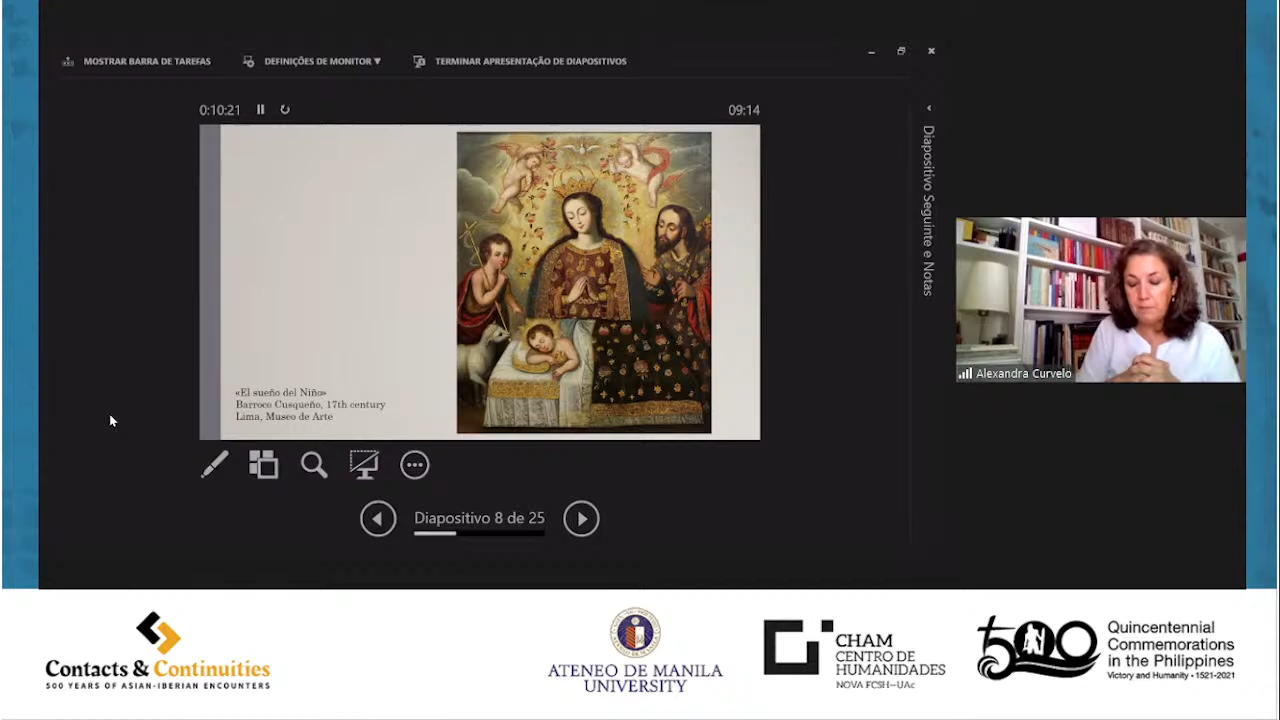 MOSTRAR BARRA DE TAREFAS
DEFINIÇÕES DE MONITOR ▼
TERMINAR APRESENTAÇÃO DE DIAPOSITIVOS
0:10:21
09:14
Diapositivo Seguinte e Notas
«El sueño del Niño»
Barroco Cusqueño, 17th century
Lima, Museo de Arte
Diapositivo 8 de 25
Alexandra Curvelo
Contacts & Continuities
500 YEARS OF ASIAN-IBERIAN ENCOUNTERS
ATENEO DE MANILA
UNIVERSITY
CHAM
CENTRO DE
HUMANIDADES
NOVA FCSH—UAc
500
Quincentennial
Commemorations
in the Philippines
Victory and Humanity • 1521-2021